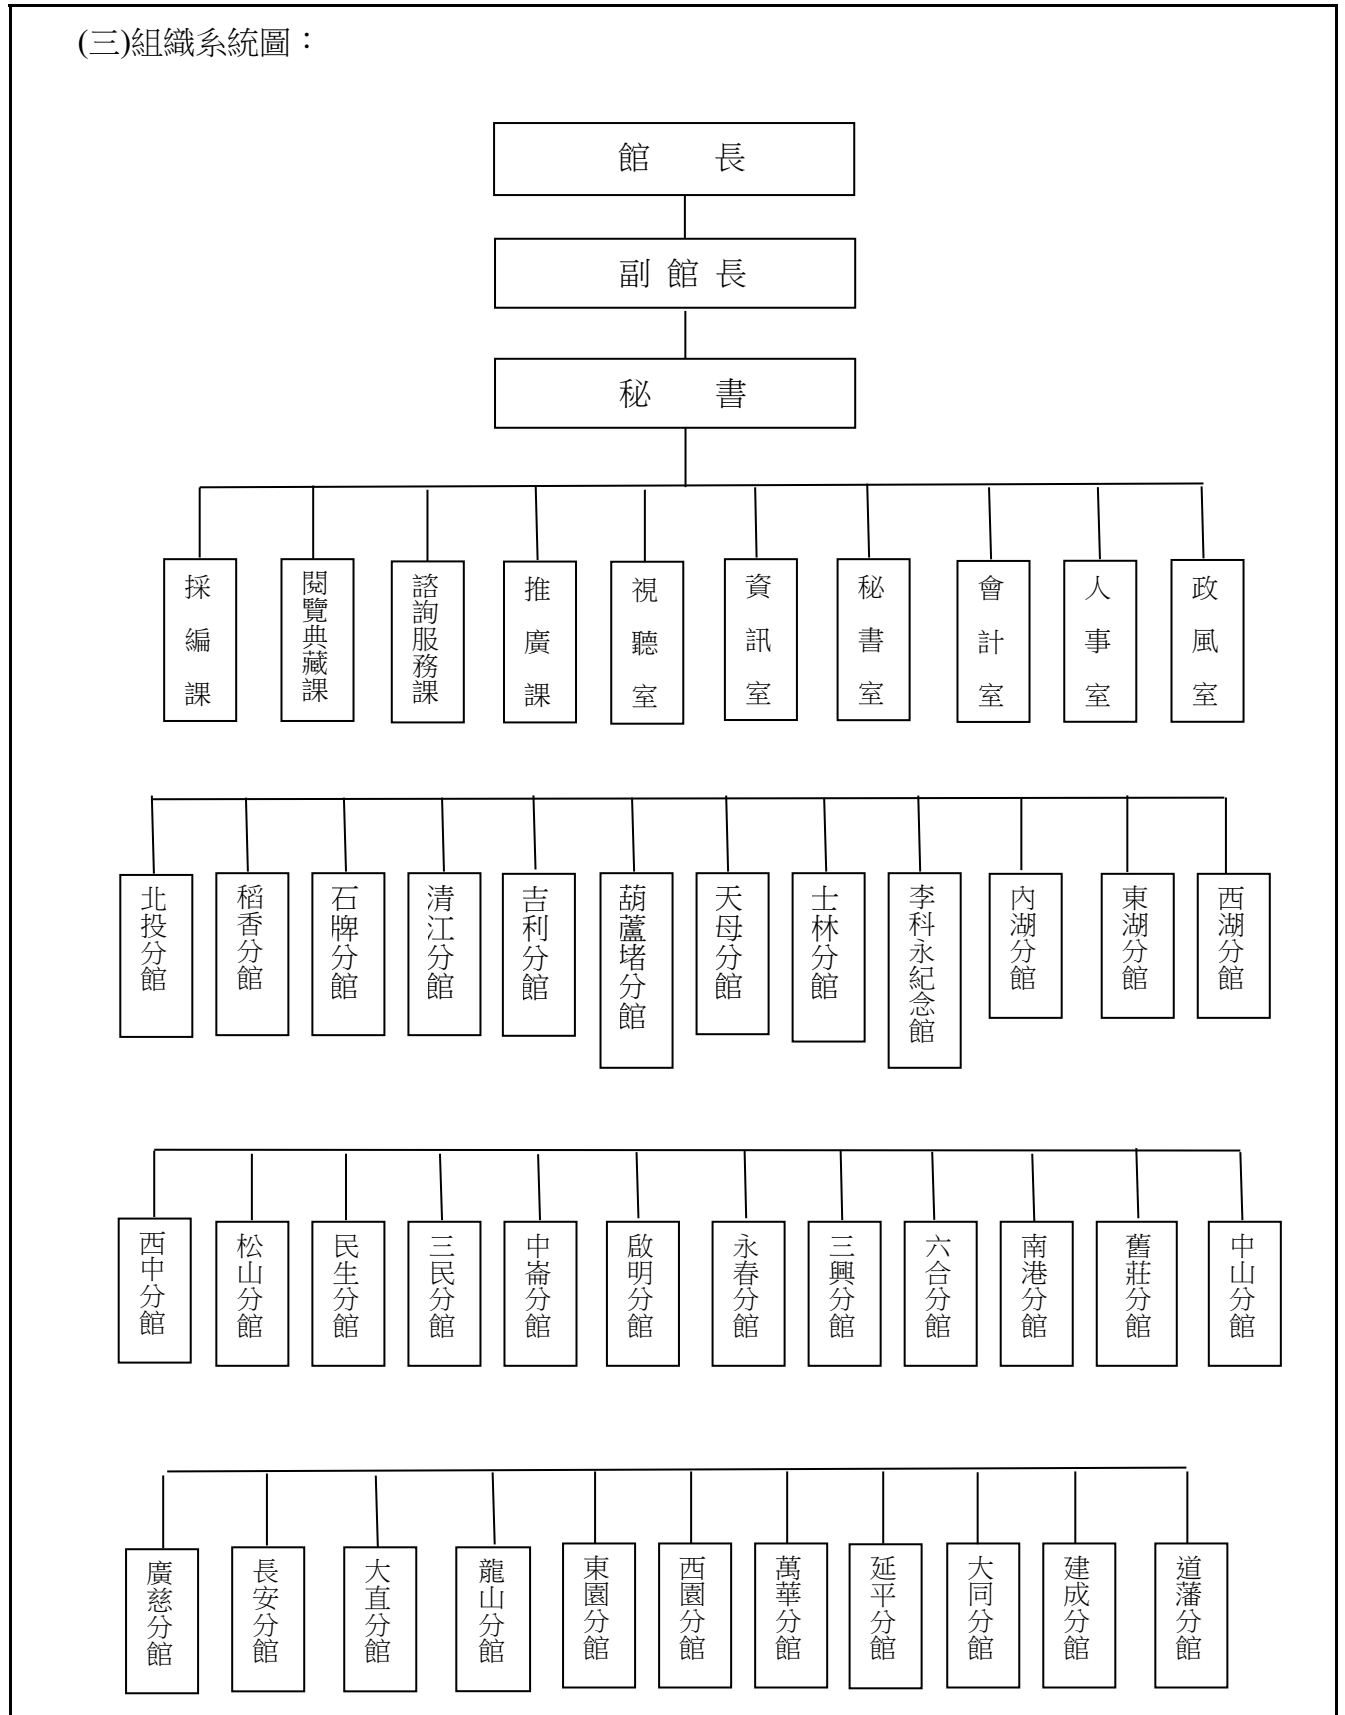 (三)組織系統圖：
館長
副館長
秘書
採編課
閱覽典藏課
諮詢服務課
推廣課
視聽室
資訊室
秘書室
會計室
人事室
政風室
北投分館
稻香分館
石牌分館
清江分館
吉利分館
葫蘆堵分館
天母分館
士林分館
李科永紀念館
內湖分館
東湖分館
西湖分館
西中分館
松山分館
民生分館
三民分館
中崙分館
啟明分館
永春分館
三興分館
六合分館
南港分館
舊莊分館
中山分館
廣慈分館
長安分館
大直分館
龍山分館
東園分館
西園分館
萬華分館
延平分館
大同分館
建成分館
道藩分館